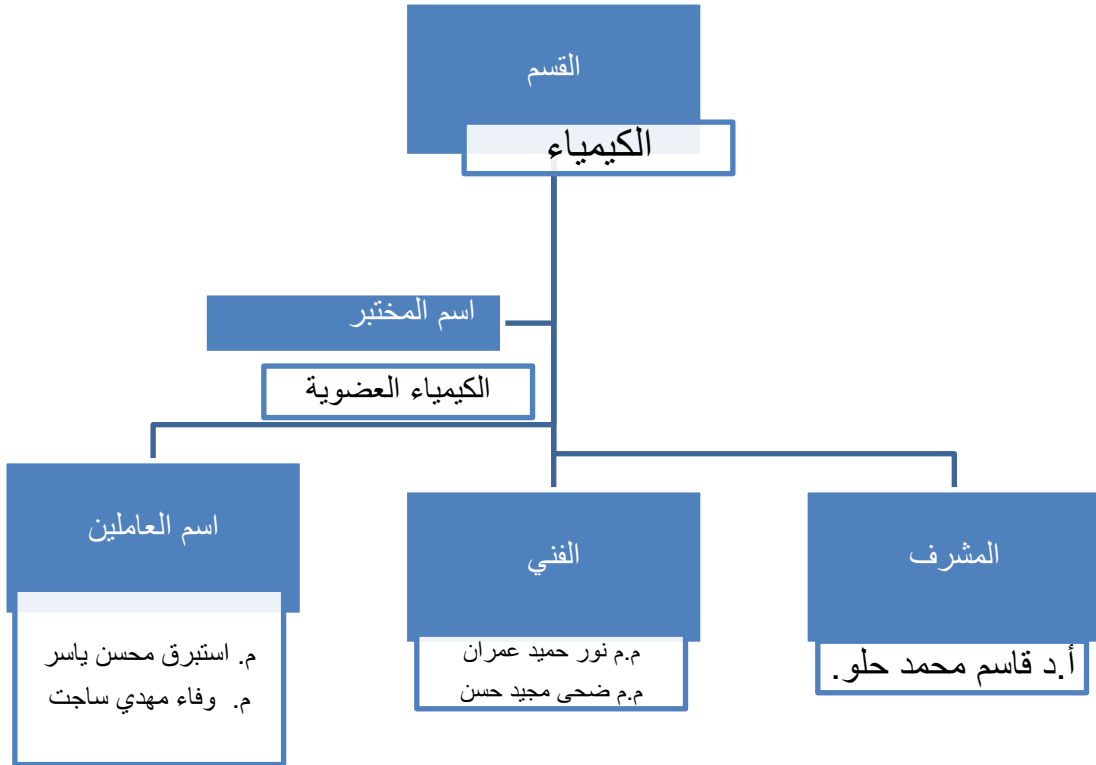 القسم
الكيمياء
اسم المختبر
الكيمياء العضوية
المشرف
أ.د قاسم محمد حلو.
الفني
م.م نور حميد عمران
م.م ضحى مجيد حسن
اسم العاملين
م. استبرق محسن ياسر
م. وفاء مهدي ساجت